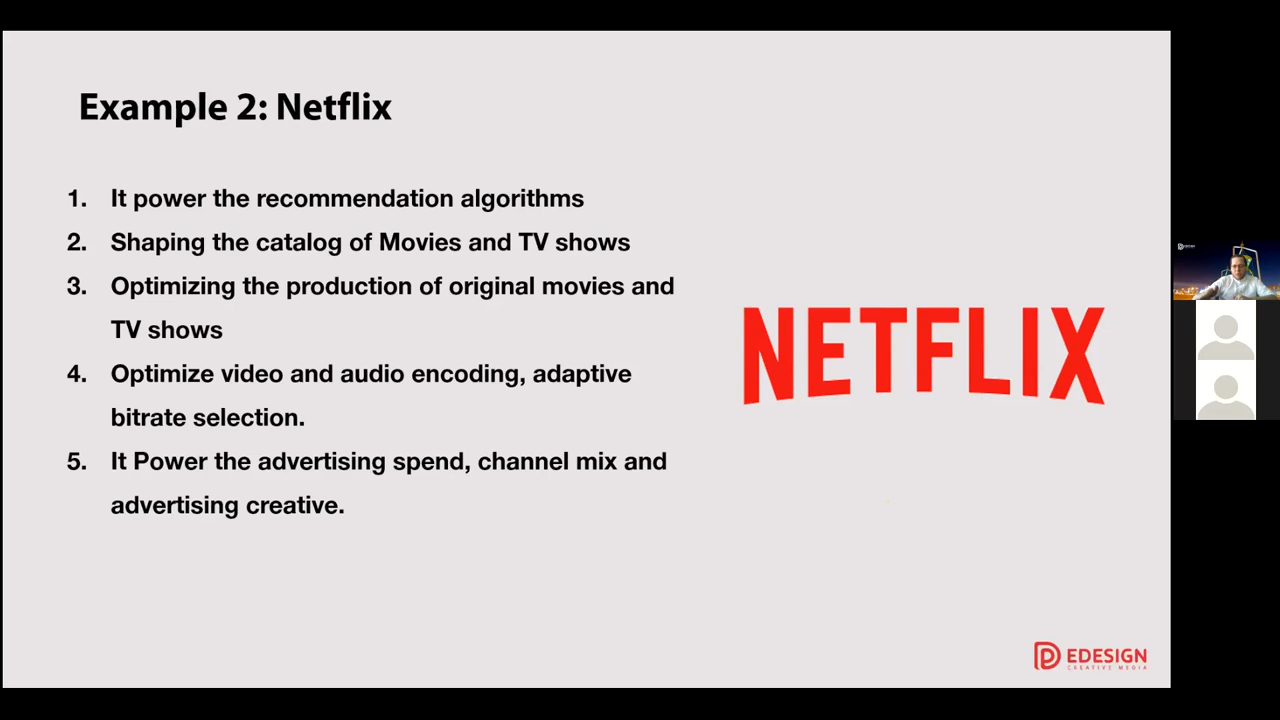 Example 2: Netflix
1. It power the recommendation algorithms
2. Shaping the catalog of Movies and TV shows
3. Optimizing the production of original movies and
TV shows
4. Optimize video and audio encoding, adaptive
bitrate selection.
5. It Power the advertising spend, channel mix and
advertising creative.
NETFLIX
EDESIGN
CREATIVE MEDIA